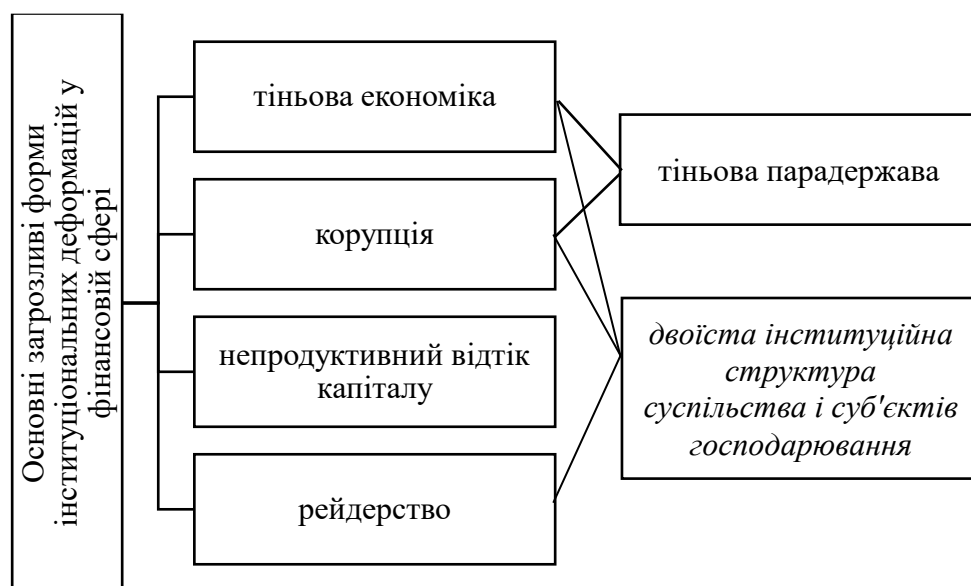 Основні загрозливі форми
інституціональних деформацій у
фінансовій сфері
тіньова економіка
корупція
непродуктивний відтік
капіталу
рейдерство
тіньова парадержава
двоїста інституційна
структура
суспільства і суб'єктів
господарювання